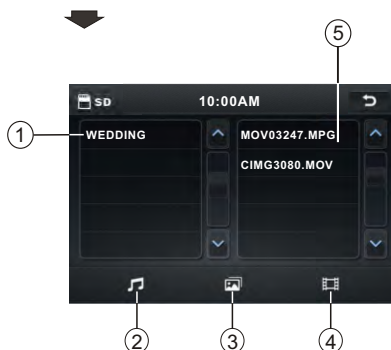 5
SD 10:00AM
1
WEDDING MOV03247.MPG
CIMG3080.MOV
2 3 4